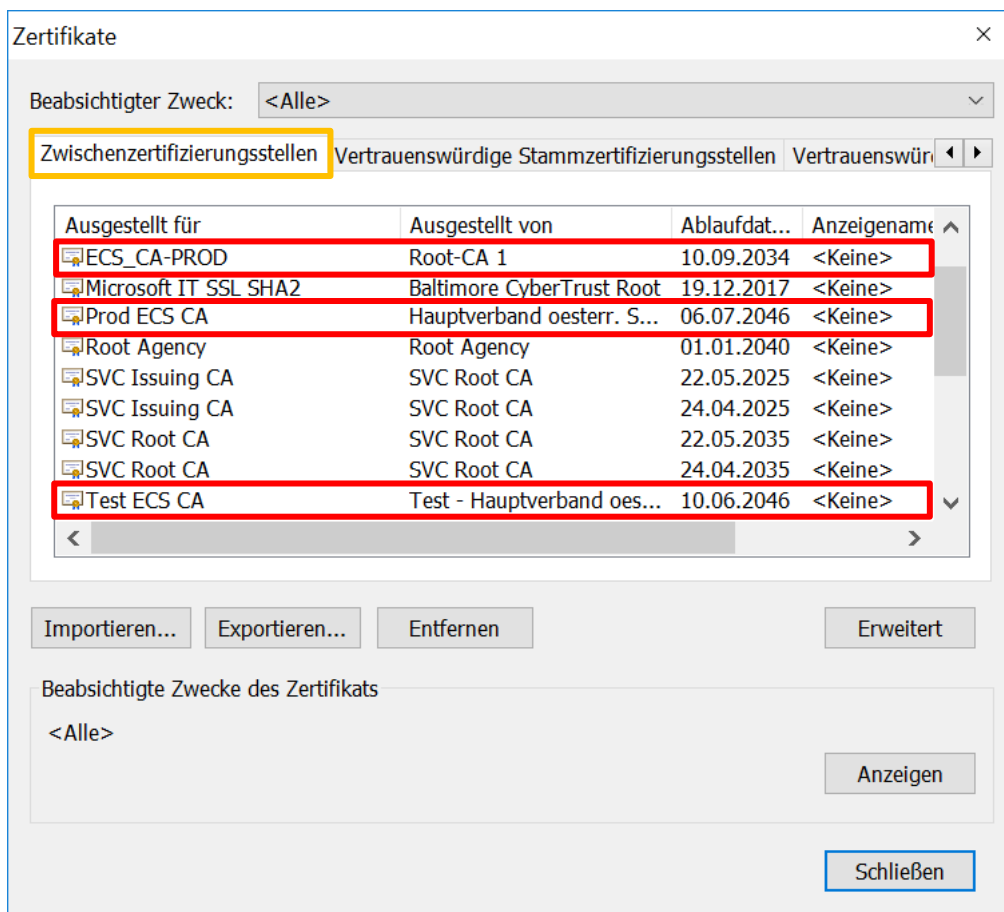 Zertifikate
Beabsichtigter Zweck: <Alle>
Zwischenzertifizierungsstellen Vertrauenswürdige Stammzertifizierungsstellen Vertrauenswür
Ausgestellt für Ausgestellt von Ablaufdat... Anzeigename
ECS_CA-PROD Root-CA 1 10.09.2034 <Keine>
Microsoft IT SSL SHA2 Baltimore CyberTrust Root 19.12.2017 <Keine>
Prod ECS CA Hauptverband oesterr. S... 06.07.2046 <Keine>
Root Agency Root Agency 01.01.2040 <Keine>
SVC Issuing CA SVC Root CA 22.05.2025 <Keine>
SVC Issuing CA SVC Root CA 24.04.2025 <Keine>
SVC Root CA SVC Root CA 22.05.2035 <Keine>
SVC Root CA SVC Root CA 24.04.2035 <Keine>
Test ECS CA Test - Hauptverband oes... 10.06.2046 <Keine>
Importieren... Exportieren... Entfernen Erweitert
Beabsichtigte Zwecke des Zertifikats
<Alle>
Anzeigen
Schließen